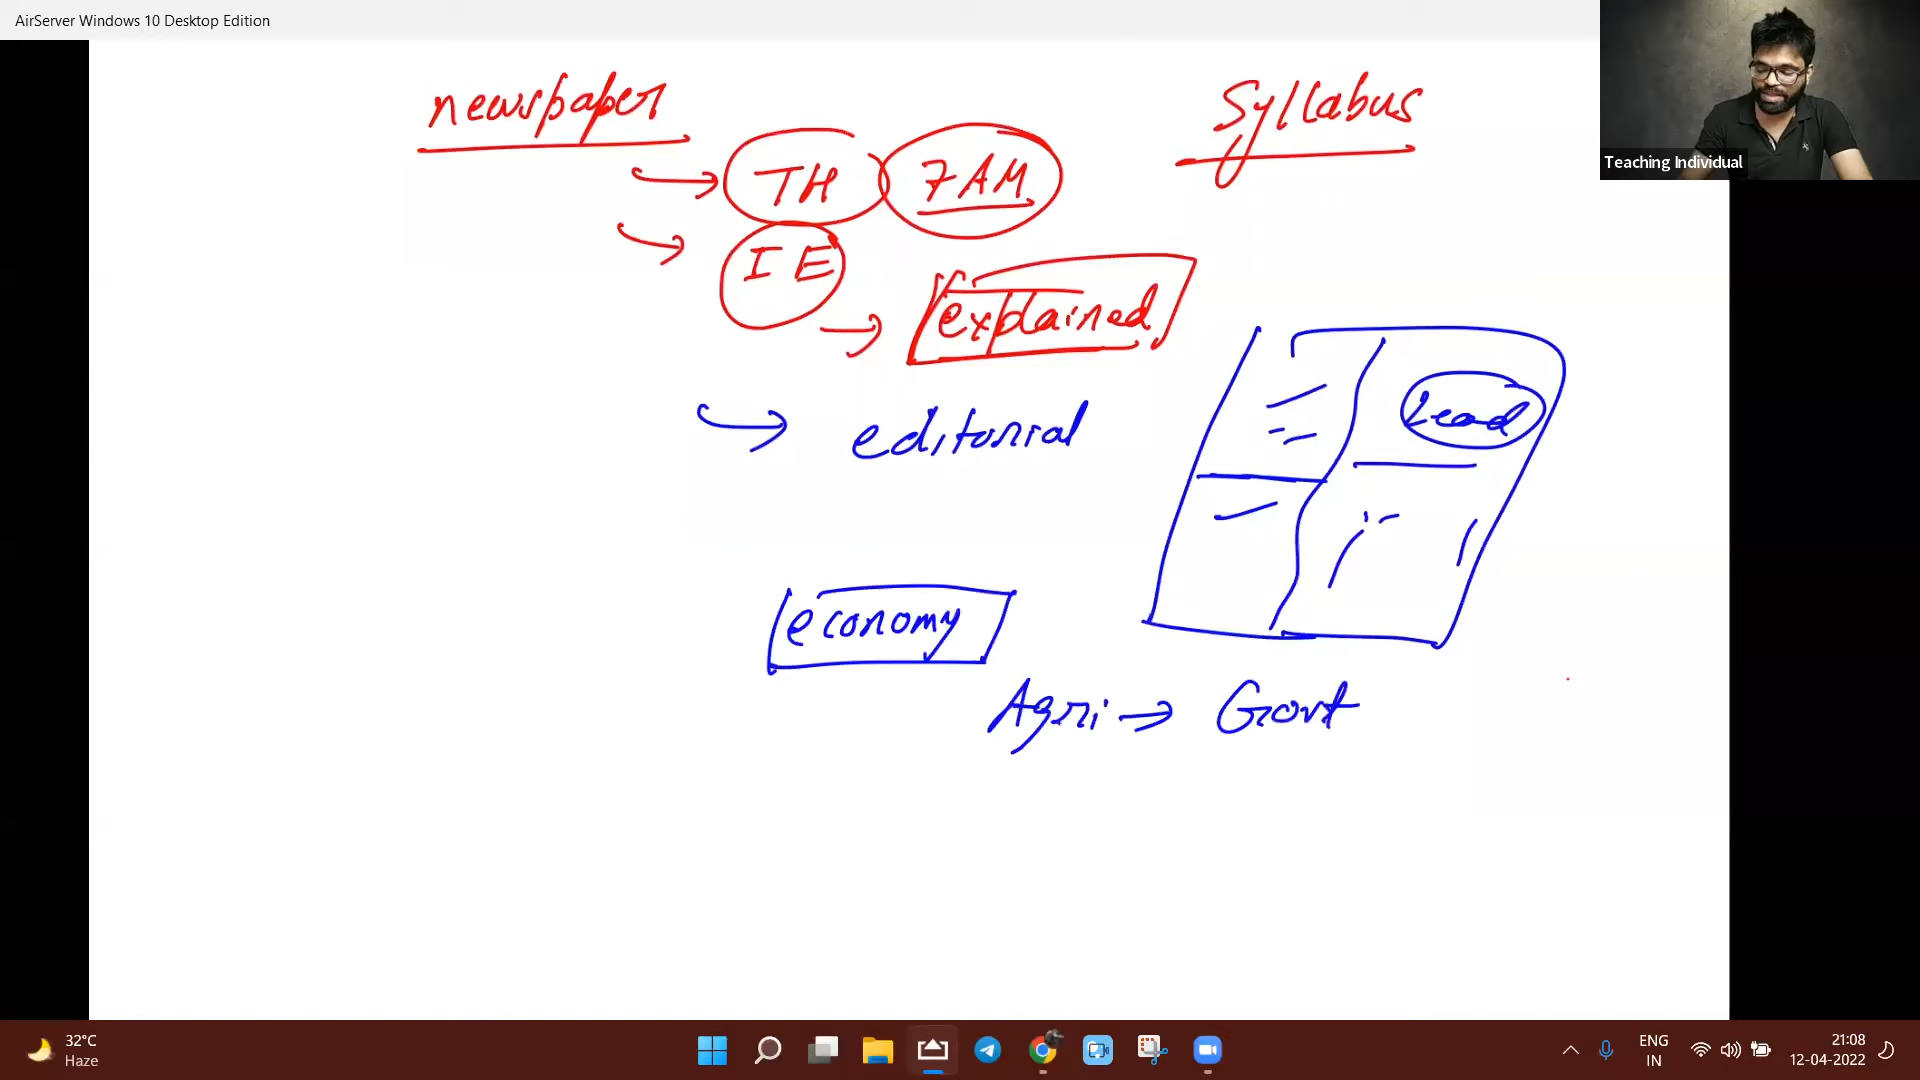 AirServer Windows 10 Desktop Edition
newspaper
Syllabus
TH 7AM
Teaching Individual
IE
explained
Lead
editorial
economy
Agri → Govt
32°C
Haze
ENG
IN
21:08
12-04-2022